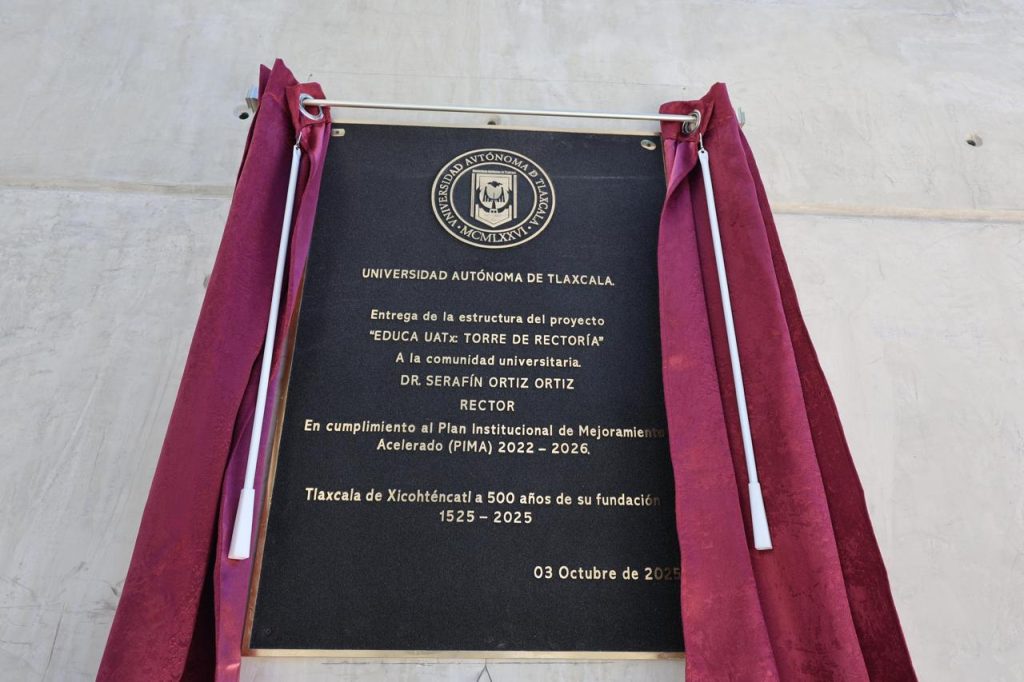 UNIVERSIDAD AVTÓNOMA D TLAXCALA
· MCMLXXVI ·
UNIVERSIDAD AUTÓNOMA DE TLAXCALA.
Entrega de la estructura del proyecto
"EDUCA UATx: TORRE DE RECTORÍA"
A la comunidad universitaria.
DR. SERAFÍN ORTIZ ORTIZ
RECTOR
En cumplimiento al Plan Institucional de Mejoramiento
Acelerado (PIMA) 2022 – 2026.
Tlaxcala de Xicohténcatl a 500 años de su fundación
1525 – 2025
03 Octubre de 2025